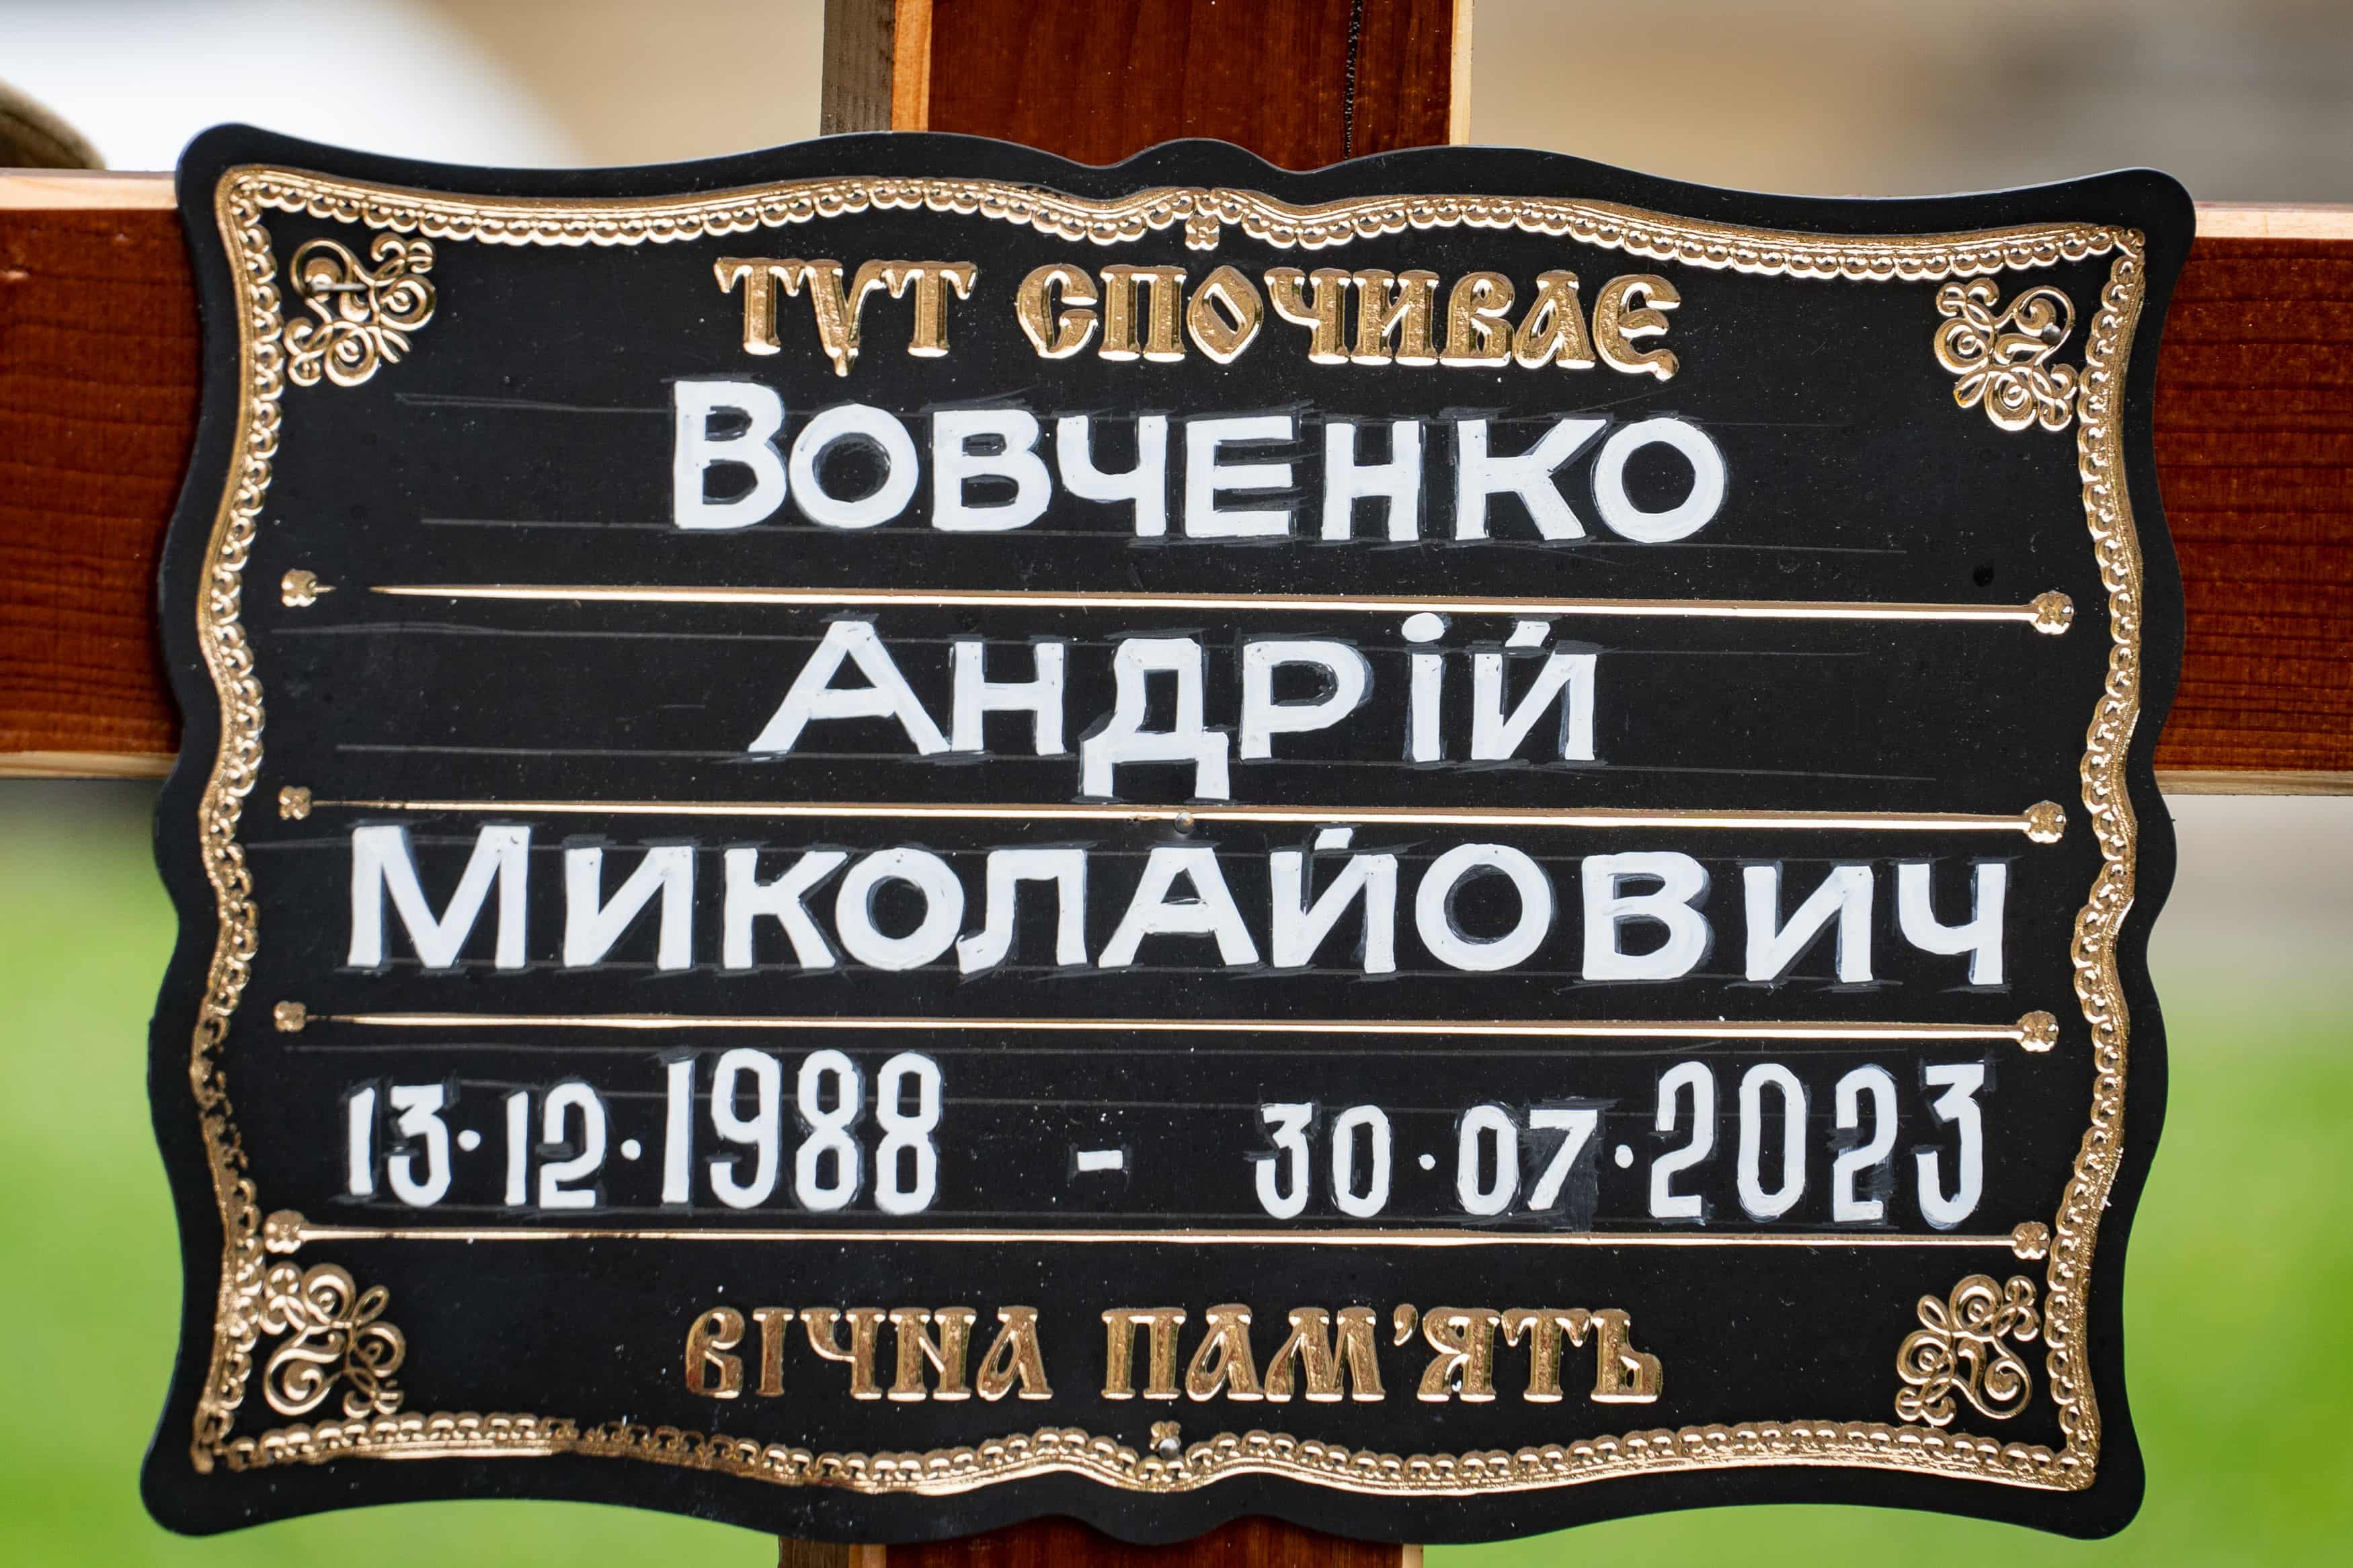 ТУТ СПОЧИВАЄ
ВОВЧЕНКО
АНДРІЙ
МИКОЛАЙОВИЧ
13.12.1988 - 30.07.2023
ВІЧНА ПАМ'ЯТЬ